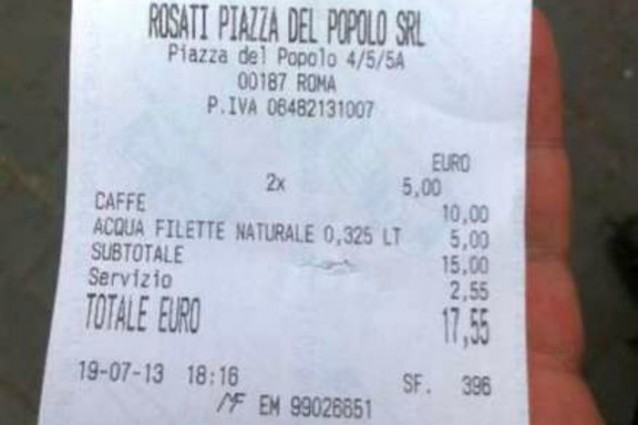 ROSATI PIAZZA DEL POPOLO SRL
Piazza del Popolo 4/5/5A
00187 ROMA
P.IVA 06482131007
EURO
2x 5,00
CAFFE 10,00
ACQUA FILETTE NATURALE 0,325 LT 5,00
SUBTOTALE 15,00
Servizio 2,55
TOTALE EURO 17,55
19-07-13 18:16 SF. 396
MF EM 99026651